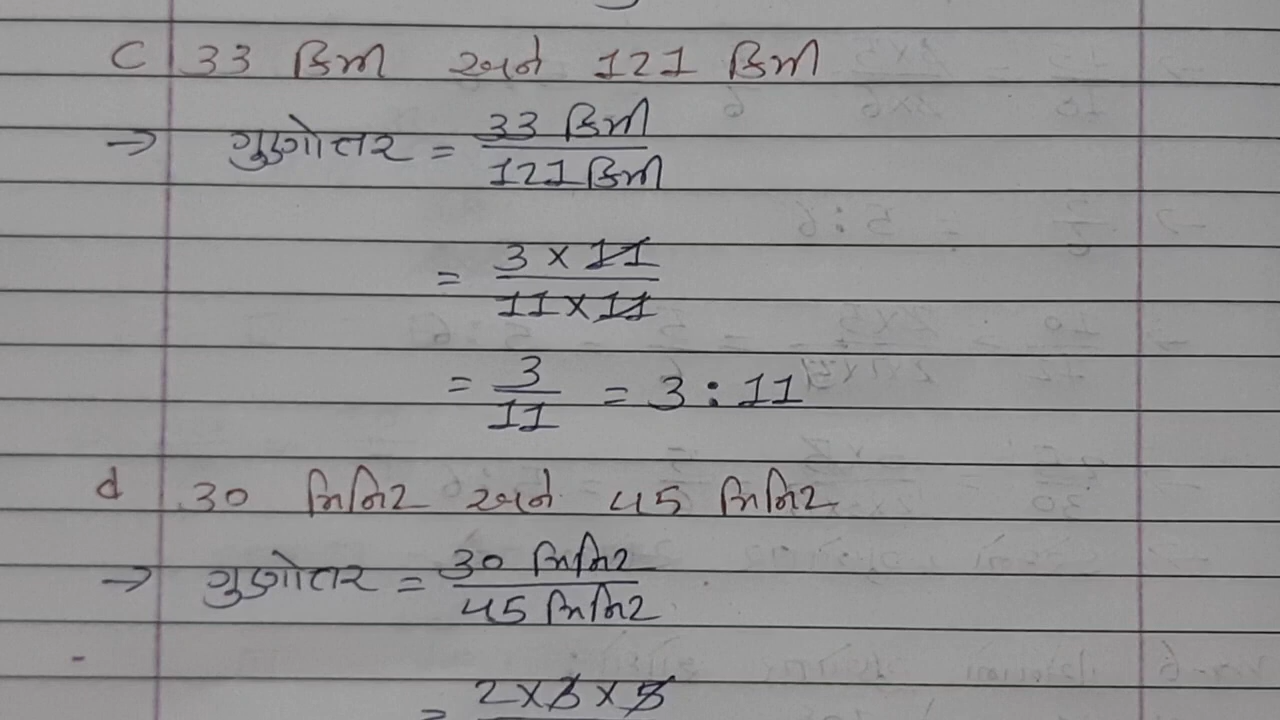 C 33 કિમી અને 121 કિમી
→ ગુણોત્તર = 33 કિમી / 121 કિમી
= 3 × 11 / 11 × 11
= 3 / 11 = 3 : 11
d 30 મિનિટ અને 45 મિનિટ
→ ગુણોત્તર = 30 મિનિટ / 45 મિનિટ
= 2 × 3 × 5